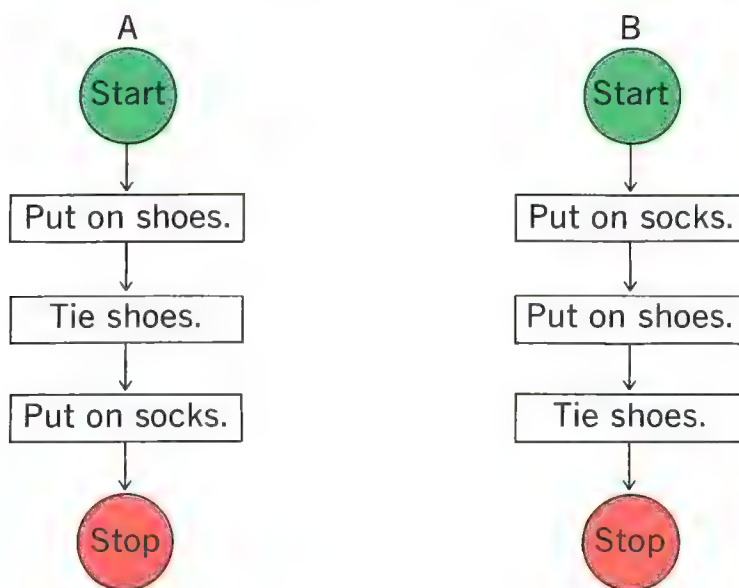 A
Start
Put on shoes.
Tie shoes.
Put on socks.
Stop
B
Start
Put on socks.
Put on shoes.
Tie shoes.
Stop